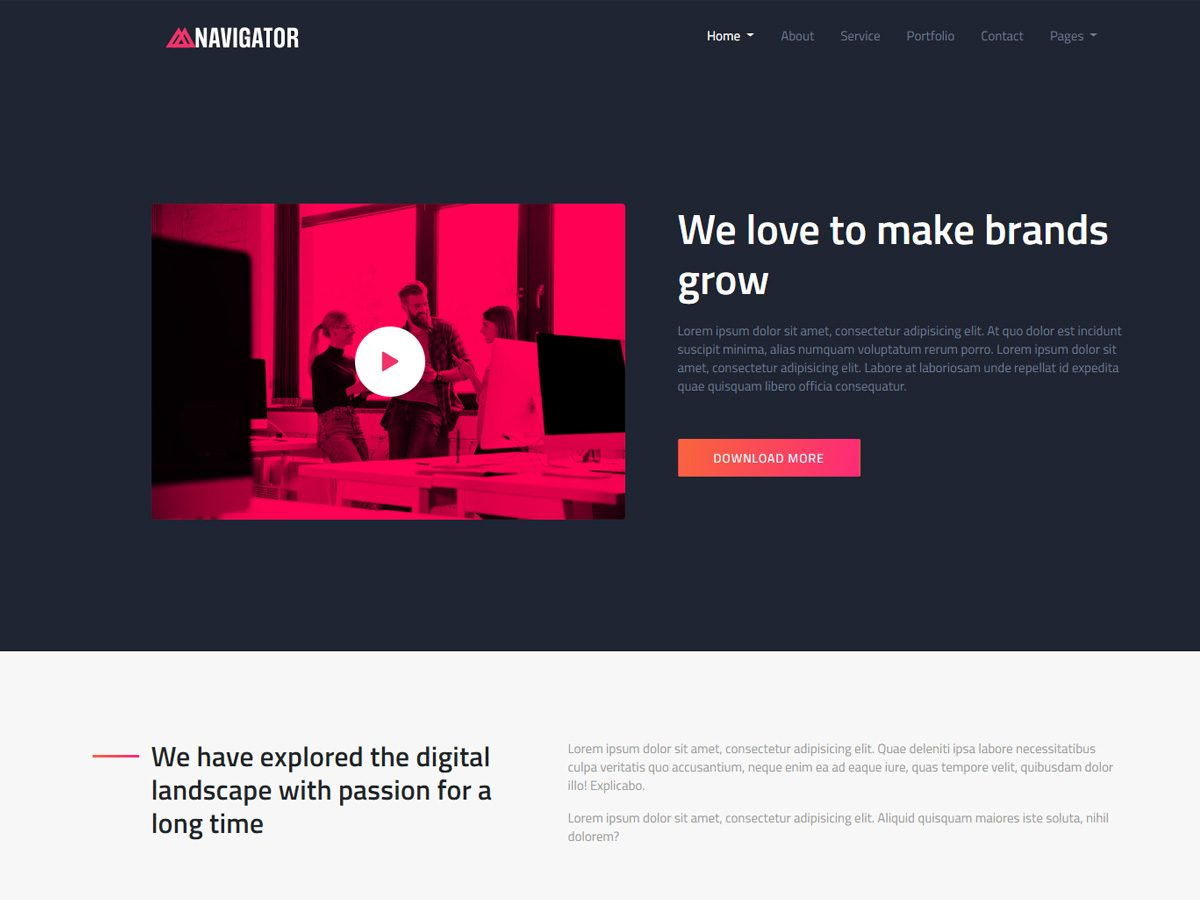 NAVIGATOR
Home About Service Portfolio Contact Pages
We love to make brands
grow
Lorem ipsum dolor sit amet, consectetur adipisicing elit. At quo dolor est incidunt
suscipit minima, alias numquam voluptatum rerum porro. Lorem ipsum dolor sit
amet, consectetur adipisicing elit. Labore at laboriosam unde repellat id expedita
quae quisquam libero officia consequatur.
DOWNLOAD MORE
We have explored the digital
landscape with passion for a
long time
Lorem ipsum dolor sit amet, consectetur adipisicing elit. Quae deleniti ipsa labore necessitatibus
culpa veritatis quo accusantium, neque enim ea ad eaque iure, quas tempore velit, quibusdam dolor
illo! Explicabo.
Lorem ipsum dolor sit amet, consectetur adipisicing elit. Aliquid quisquam maiores iste soluta, nihil
dolorem?